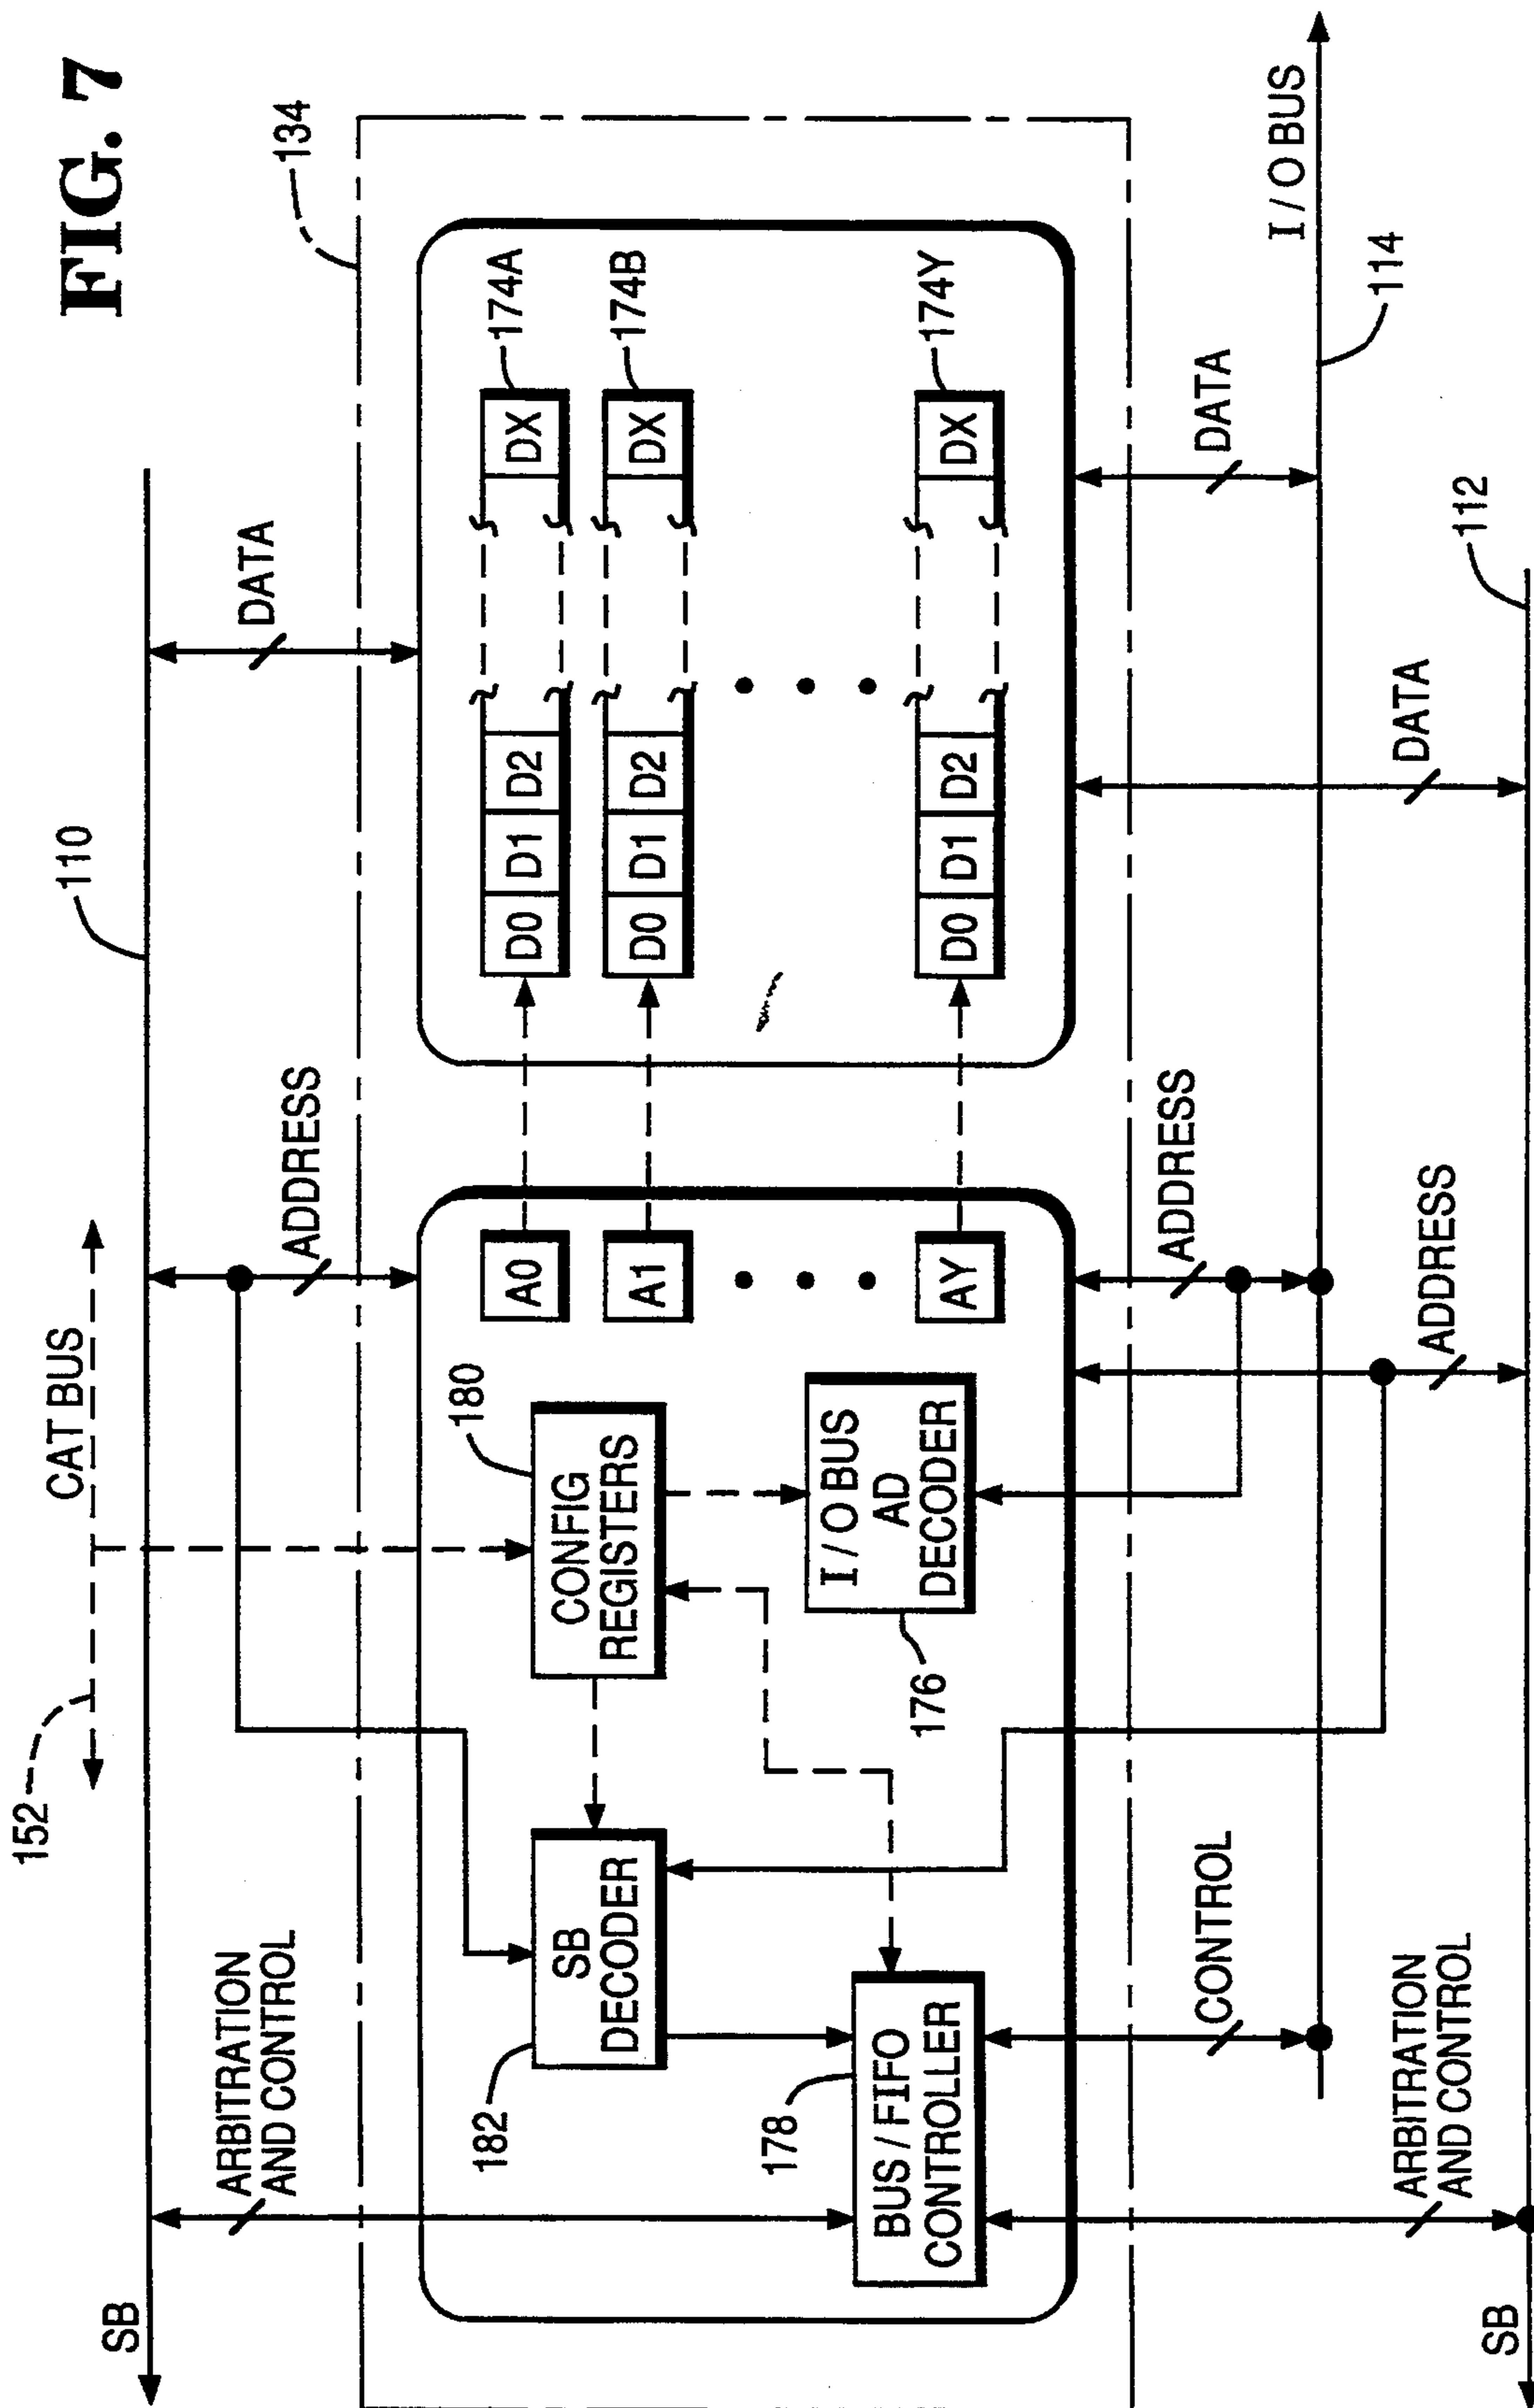 FIG. 7
152
CAT BUS
110
SB
ARBITRATION
AND CONTROL
ADDRESS
DATA
134
182
SB
DECODER
CONFIG
REGISTERS
180
178
BUS / FIFO
CONTROLLER
176
I / O BUS
AD
DECODER
A0
A1
AY
D0 D1 D2 DX
174A
D0 D1 D2 DX
174B
D0 D1 D2 DX
174Y
CONTROL
ADDRESS
DATA
I / O BUS
114
ARBITRATION
AND CONTROL
ADDRESS
DATA
112
SB